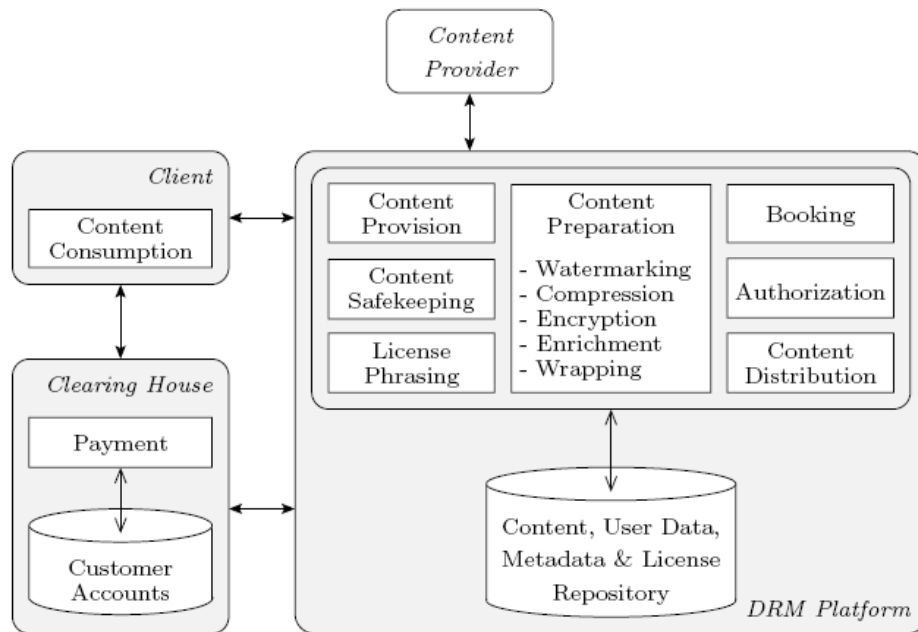 Content
Provider
Client
Content
Consumption
Clearing House
Payment
Customer
Accounts
Content
Provision
Content
Safekeeping
License
Phrasing
Content
Preparation
- Watermarking
- Compression
- Encryption
- Enrichment
- Wrapping
Booking
Authorization
Content
Distribution
Content, User Data,
Metadata & License
Repository
DRM Platform